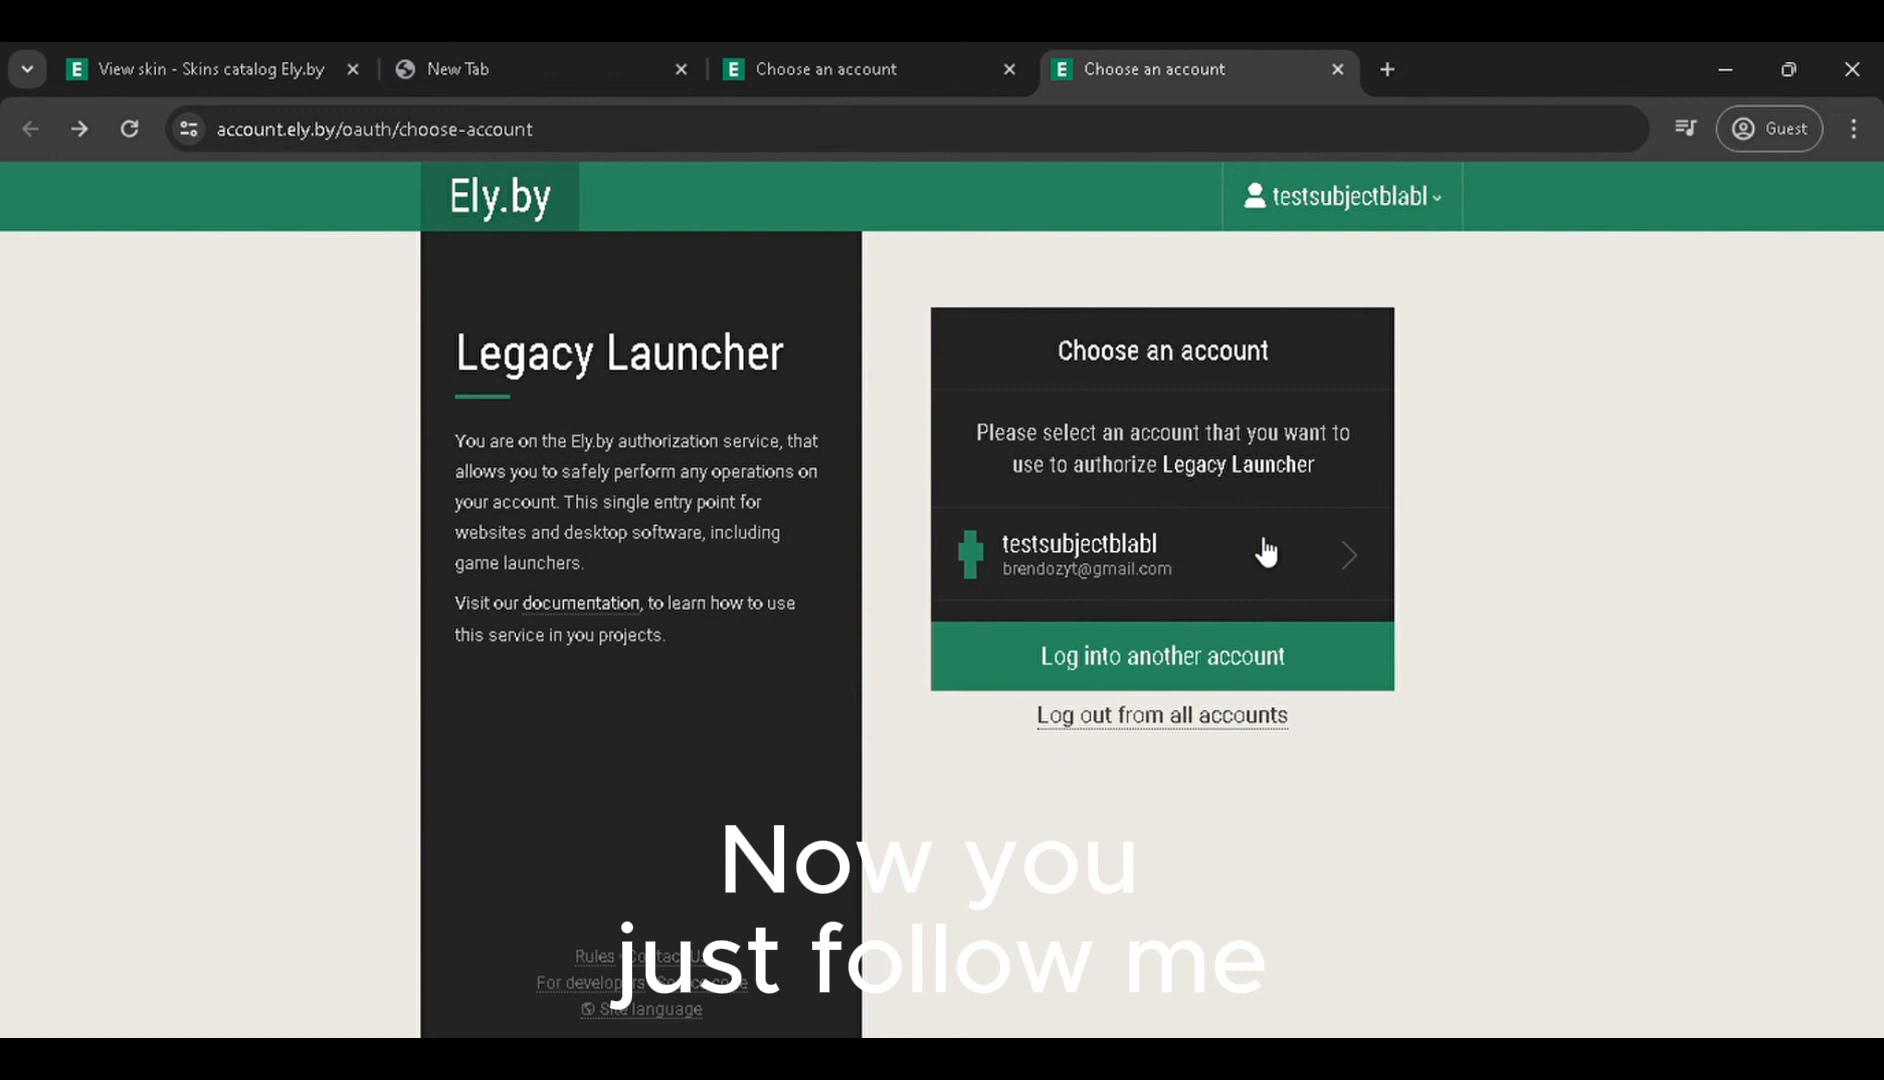 View skin - Skins catalog Ely.by
New Tab
Choose an account
Choose an account
account.ely.by/oauth/choose-account
Guest
Ely.by
testsubjectblabl
Legacy Launcher
You are on the Ely.by authorization service, that
allows you to safely perform any operations on
your account. This single entry point for
websites and desktop software, including
game launchers.
Visit our documentation, to learn how to use
this service in you projects.
Choose an account
Please select an account that you want to
use to authorize Legacy Launcher
testsubjectblabl
brendozyt@gmail.com
Log into another account
Log out from all accounts
Now you
just follow me
Rules
For developers
Site language